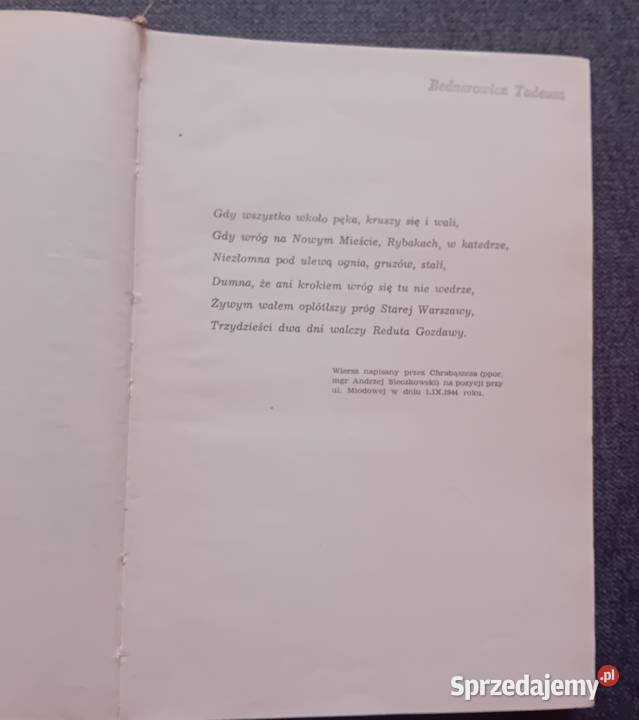 Bednarowicz Tadeusz
Gdy wszystko wkoło pęka, kruszy się i wali,
Gdy wróg na Nowym Mieście, Rybakach, w katedrze,
Niezłomna pod ulewą ognia, gruzów, stali,
Dumna, że ani krokiem wróg się tu nie wedrze,
Żywym wałem oplótłszy próg Starej Warszawy,
Trzydzieści dwa dni walczy Reduta Gozdawy.
Wiersz napisany przez Chrabąszcza (ppor.
mgr Andrzej Sieczkowski) na pozycji przy
ul. Miodowej w dniu 1.IX.1944 roku.
Sprzedajemy.pl